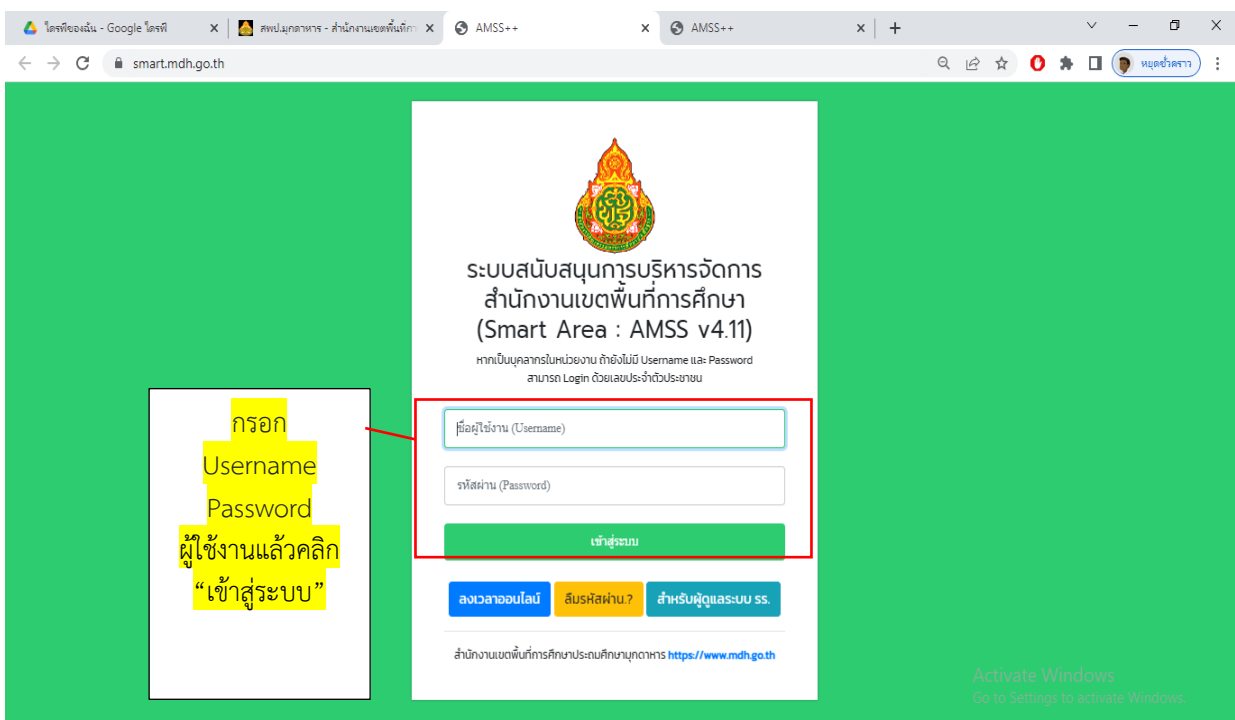 ไดรฟ์ของฉัน - Google ไดรฟ์
สพป.มุกดาหาร - สำนักงานเขตพื้นที่กา
AMSS++
AMSS++
smart.mdh.go.th
หยุดชั่วคราว
ระบบสนับสนุนการบริหารจัดการ
สำนักงานเขตพื้นที่การศึกษา
(Smart Area : AMSS v4.11)
หากเป็นบุคลากรในหน่วยงาน ถ้ายังไม่มี Username และ Password
สามารถ Login ด้วยเลขประจำตัวประชาชน
กรอก
Username
Password
ผู้ใช้งานแล้วคลิก
“เข้าสู่ระบบ”
ชื่อผู้ใช้งาน (Username)
รหัสผ่าน (Password)
เข้าสู่ระบบ
ลงเวลาออนไลน์ ลืมรหัสผ่าน.? สำหรับผู้ดูแลระบบ รร.
สำนักงานเขตพื้นที่การศึกษาประถมศึกษามุกดาหาร https://www.mdh.go.th
Activate Windows
Go to Settings to activate Windows.